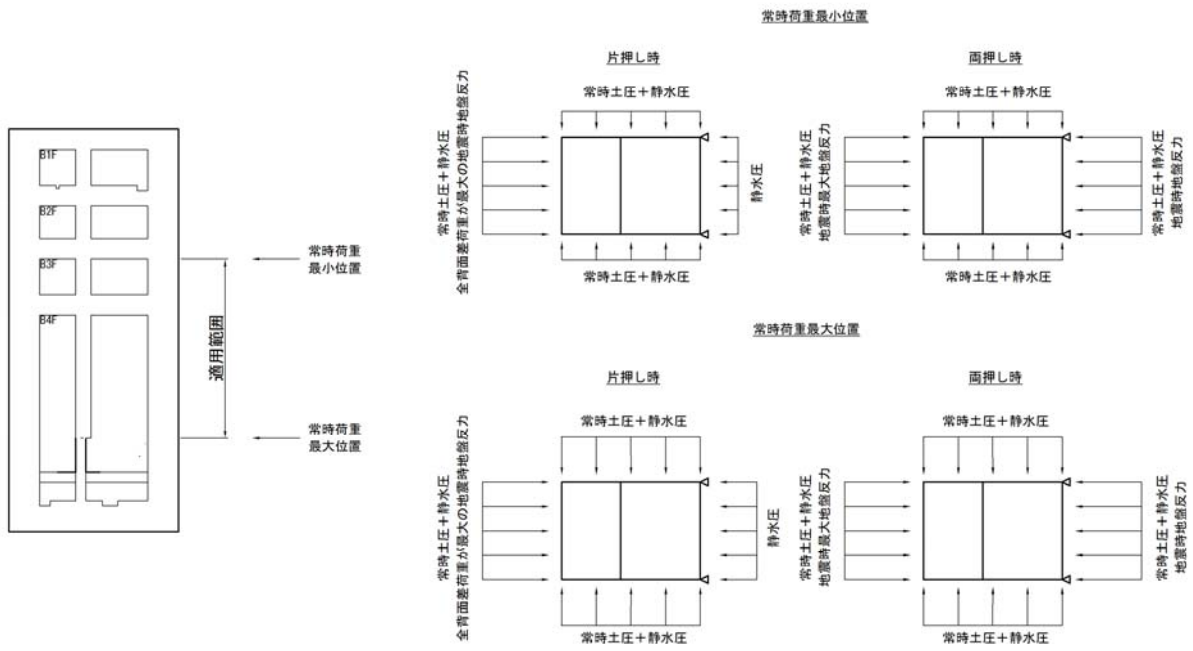 B1F
B2F
B3F
B4F
常時荷重
最小位置
適用範囲
常時荷重
最大位置
常時荷重最小位置
片押し時
常時土圧＋静水圧
常時土圧＋静水圧
全背面差荷重が最大の地震時地盤反力
静水圧
常時土圧＋静水圧
両押し時
常時土圧＋静水圧
常時土圧＋静水圧
地震時最大地盤反力
常時土圧＋静水圧
地震時地盤反力
常時土圧＋静水圧
常時荷重最大位置
片押し時
常時土圧＋静水圧
常時土圧＋静水圧
全背面差荷重が最大の地震時地盤反力
静水圧
常時土圧＋静水圧
両押し時
常時土圧＋静水圧
常時土圧＋静水圧
地震時最大地盤反力
常時土圧＋静水圧
地震時地盤反力
常時土圧＋静水圧